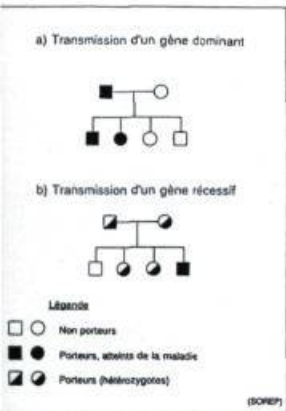 a) Transmission d'un gène dominant
b) Transmission d'un gène récessif
Légende
Non porteurs
Porteurs, atteints de la maladie
Porteurs (hétérozygotes)
(SOREP)